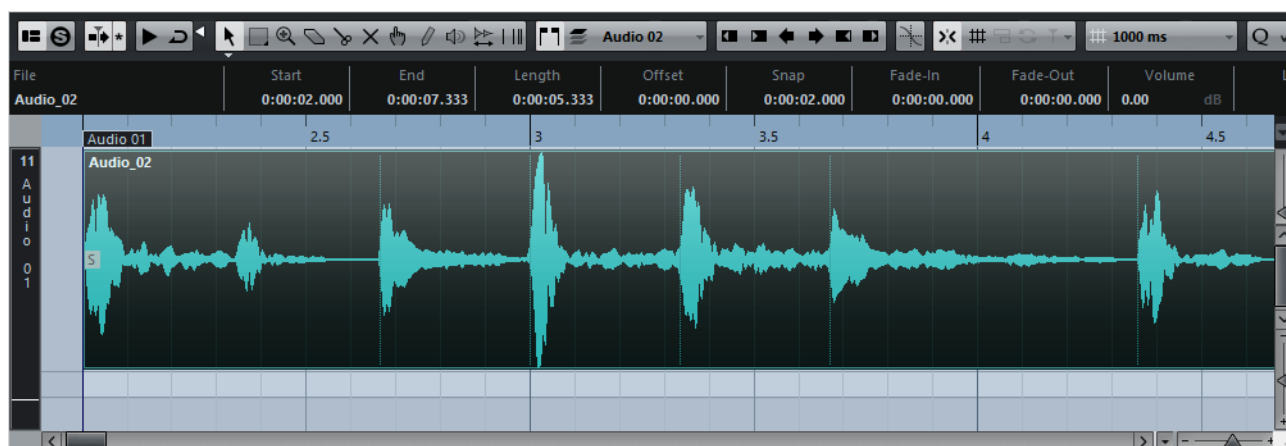 Audio 02 1000 ms Q
File Start End Length Offset Snap Fade-In Fade-Out Volume
Audio_02 0:00:02.000 0:00:07.333 0:00:05.333 0:00:00.000 0:00:02.000 0:00:00.000 0:00:00.000 0.00 dB
Audio 01 2.5 3 3.5 4 4.5
11 Audio_02
Audio 01
S